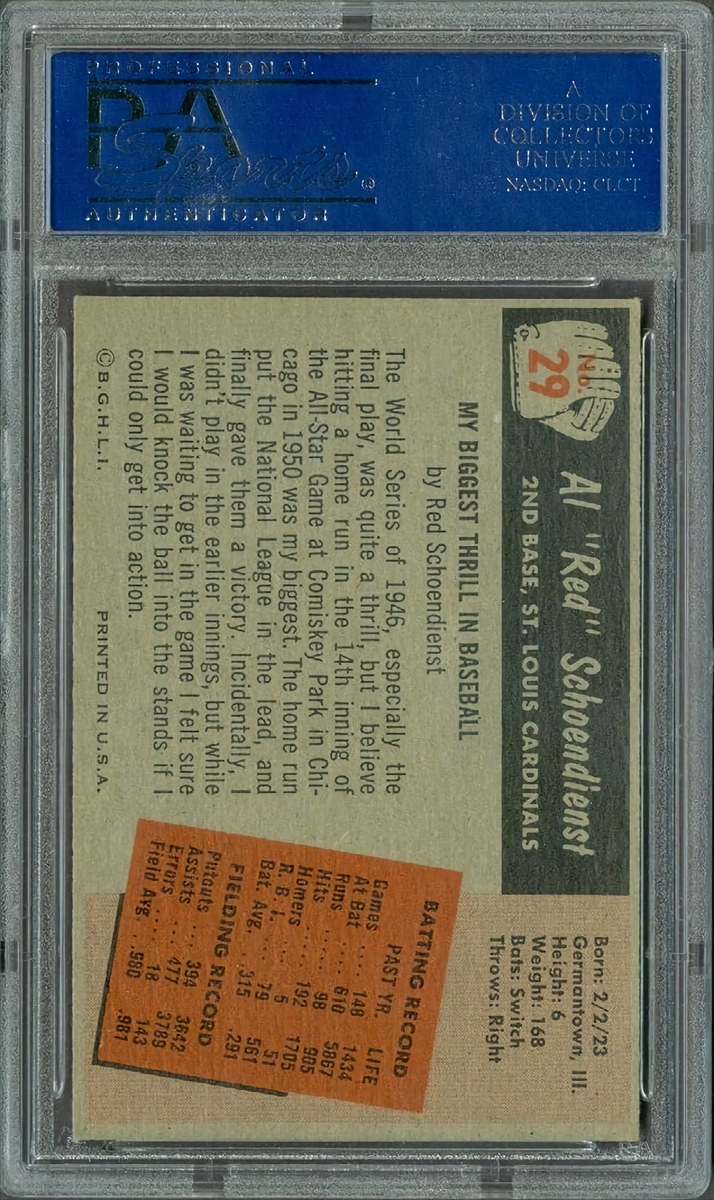 PROFESSIONAL
PSA
Sports
®
AUTHENTICATOR
A
DIVISION OF
COLLECTORS
UNIVERSE
NASDAQ: CLCT
No.
29
Al "Red" Schoendienst
2ND BASE, ST. LOUIS CARDINALS
Born: 2/2/23
Germantown, Ill.
Height: 6
Weight: 168
Bats: Switch
Throws: Right
MY BIGGEST THRILL IN BASEBALL
by Red Schoendienst
The World Series of 1946, especially the
final play, was quite a thrill, but I believe
hitting a home run in the 14th inning of
the All-Star Game at Comiskey Park in Chi-
cago in 1950 was my biggest. The home run
put the National League in the lead, and
finally gave them a victory. Incidentally, I
didn't play in the earlier innings, but while
I was waiting to get in the game I felt sure
I would knock the ball into the stands if I
could only get into action.
© B.G.H.L.I. PRINTED IN U.S.A.
BATTING RECORD
PAST YR. LIFE
Games .... 148 1434
At Bat .... 610 5867
Runs ..... 98 905
Hits ..... 192 1705
Homers .... 5 51
R. B. I. ... 79 561
Bat. Avg. .. .315 .291
FIELDING RECORD
Putouts ... 394 3642
Assists ... 477 3789
Errors .... 18 143
Field Avg. .. .980 .981